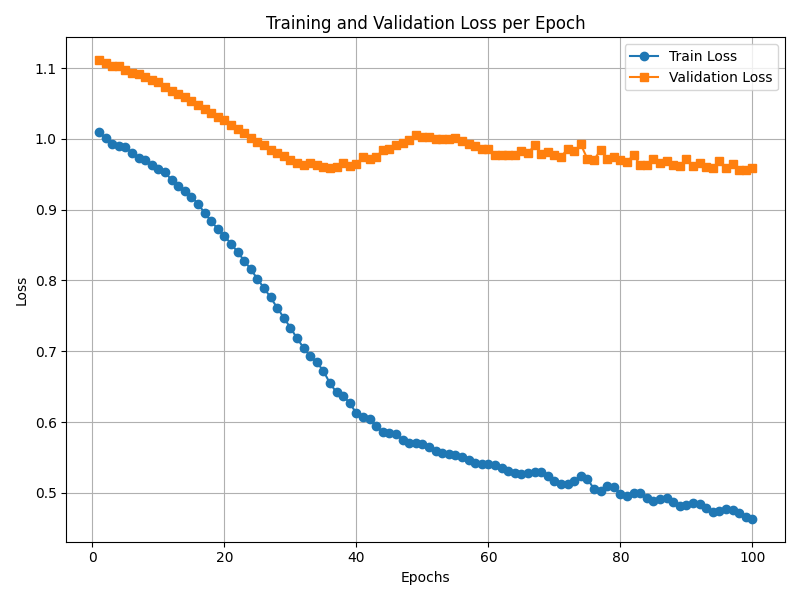 Training and Validation Loss per Epoch
Train Loss
Validation Loss
1.1
1.0
0.9
0.8
0.7
0.6
0.5
Loss
0 20 40 60 80 100
Epochs